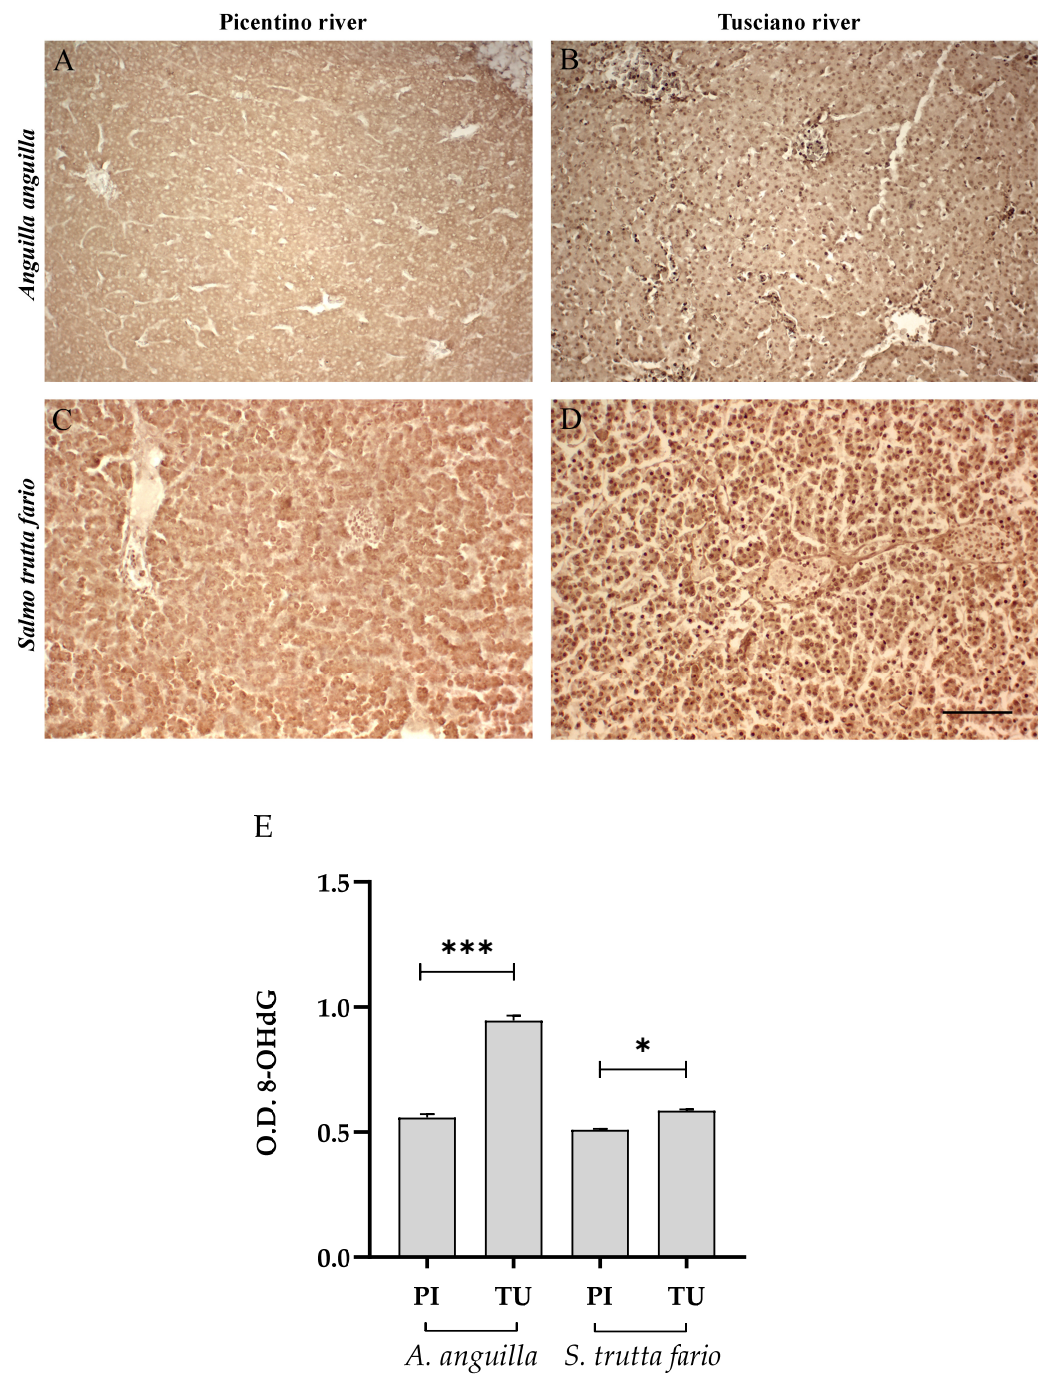 Picentino river
Tusciano river
Anguilla anguilla
A
B
Salmo trutta fario
C
D
E
O.D. 8-OHdG
1.5
1.0
0.5
0.0
***
*
PI
TU
PI
TU
A. anguilla
S. trutta fario